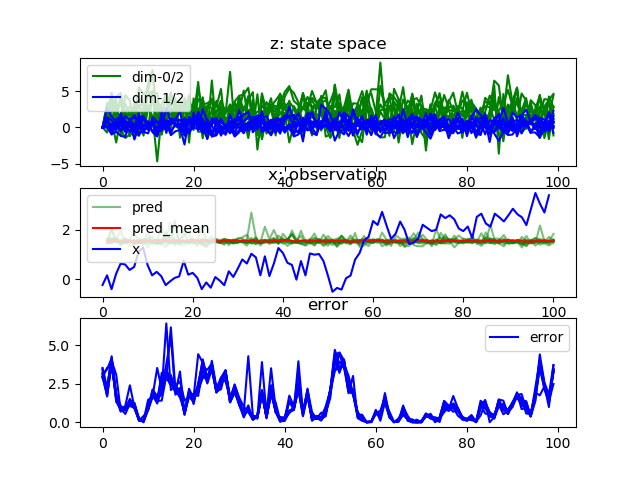 z: state space
dim-0/2
dim-1/2
5
0
−5
0 20 40 60 80 100
x: observation
pred
pred_mean
x
2
0
0 20 40 60 80 100
error
error
5.0
2.5
0.0
0 20 40 60 80 100